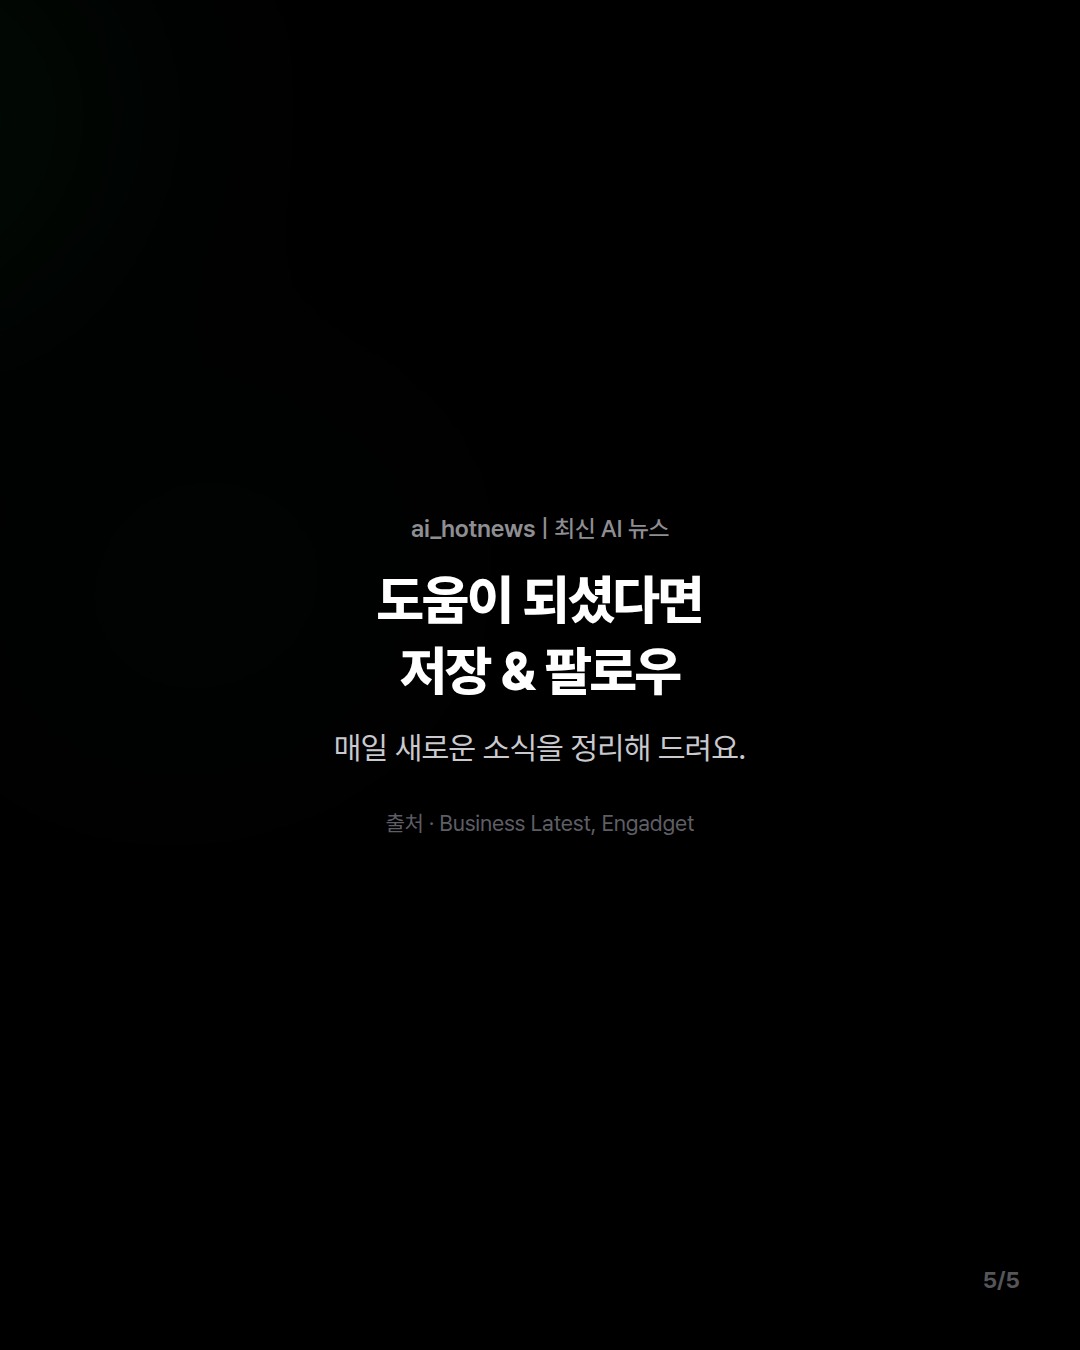 ai_hotnews | 최신 AI 뉴스
도움이 되셨다면
저장 & 팔로우
매일 새로운 소식을 정리해 드려요.
출처 · Business Latest, Engadget
5/5